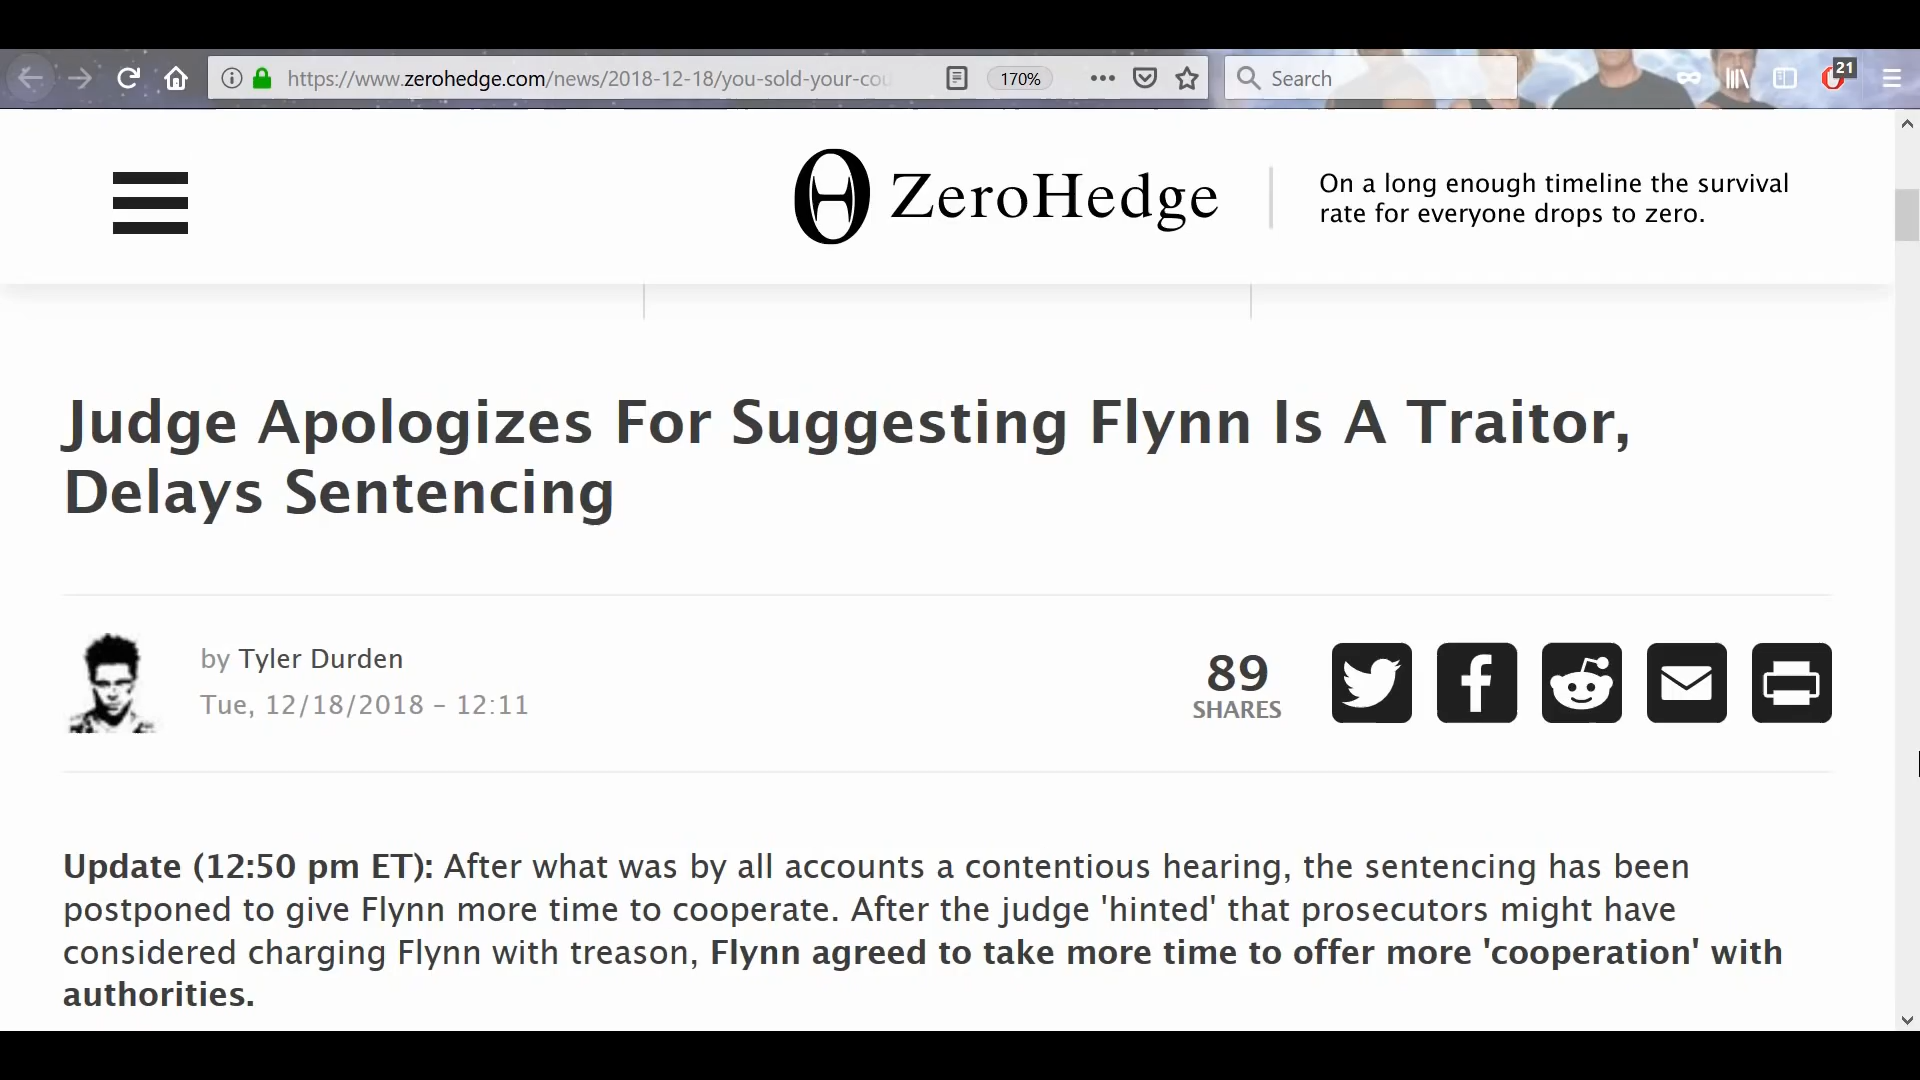 https://www.zerohedge.com/news/2018-12-18/you-sold-your-cou
170%
Search
21
ZeroHedge
On a long enough timeline the survival
rate for everyone drops to zero.
Judge Apologizes For Suggesting Flynn Is A Traitor,
Delays Sentencing
by Tyler Durden
Tue, 12/18/2018 - 12:11
89
SHARES
Update (12:50 pm ET): After what was by all accounts a contentious hearing, the sentencing has been
postponed to give Flynn more time to cooperate. After the judge 'hinted' that prosecutors might have
considered charging Flynn with treason, Flynn agreed to take more time to offer more 'cooperation' with
authorities.